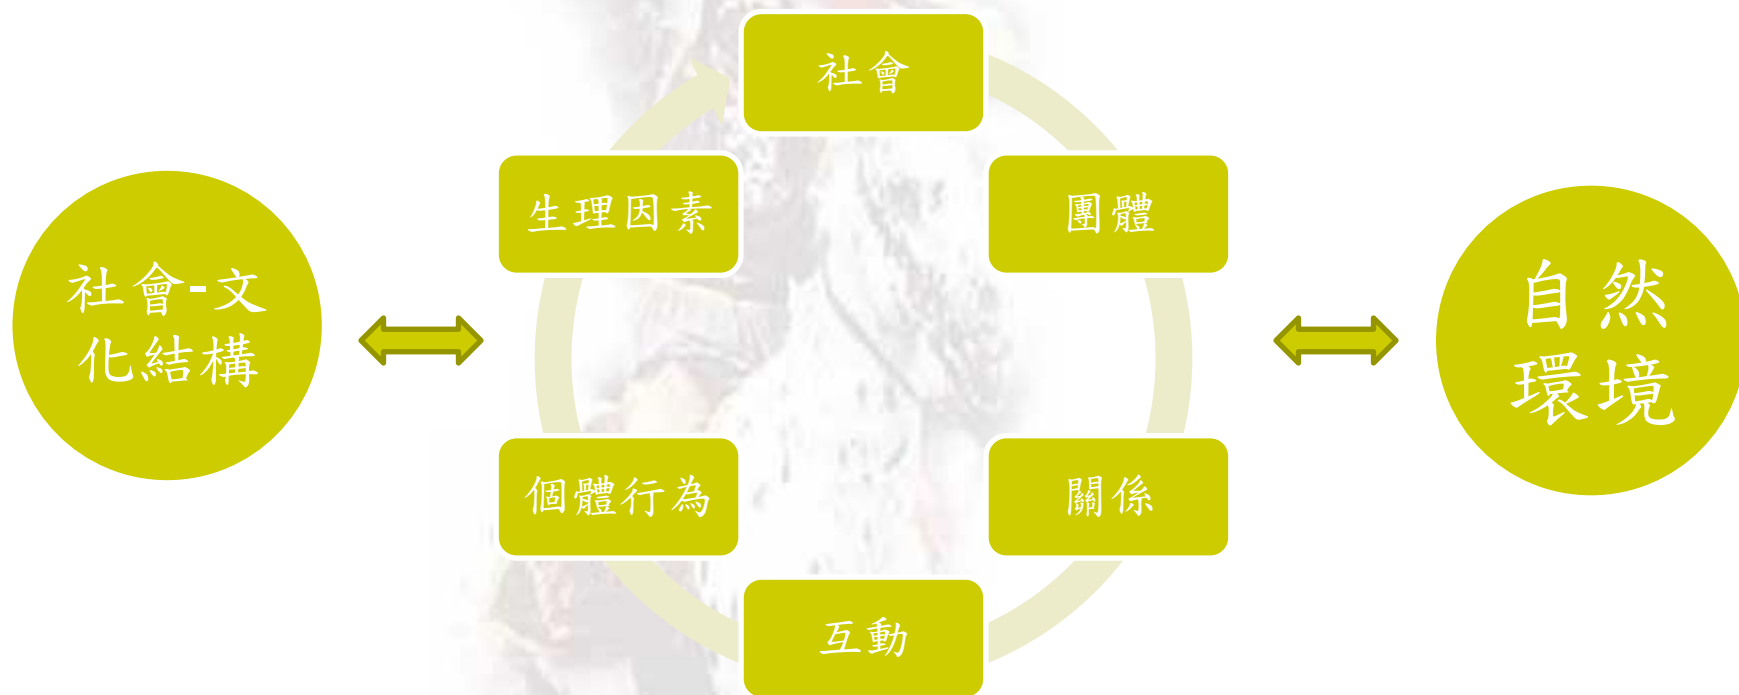 社會
生理因素
團體
社會-文
化結構
自然
環境
個體行為
關係
互動